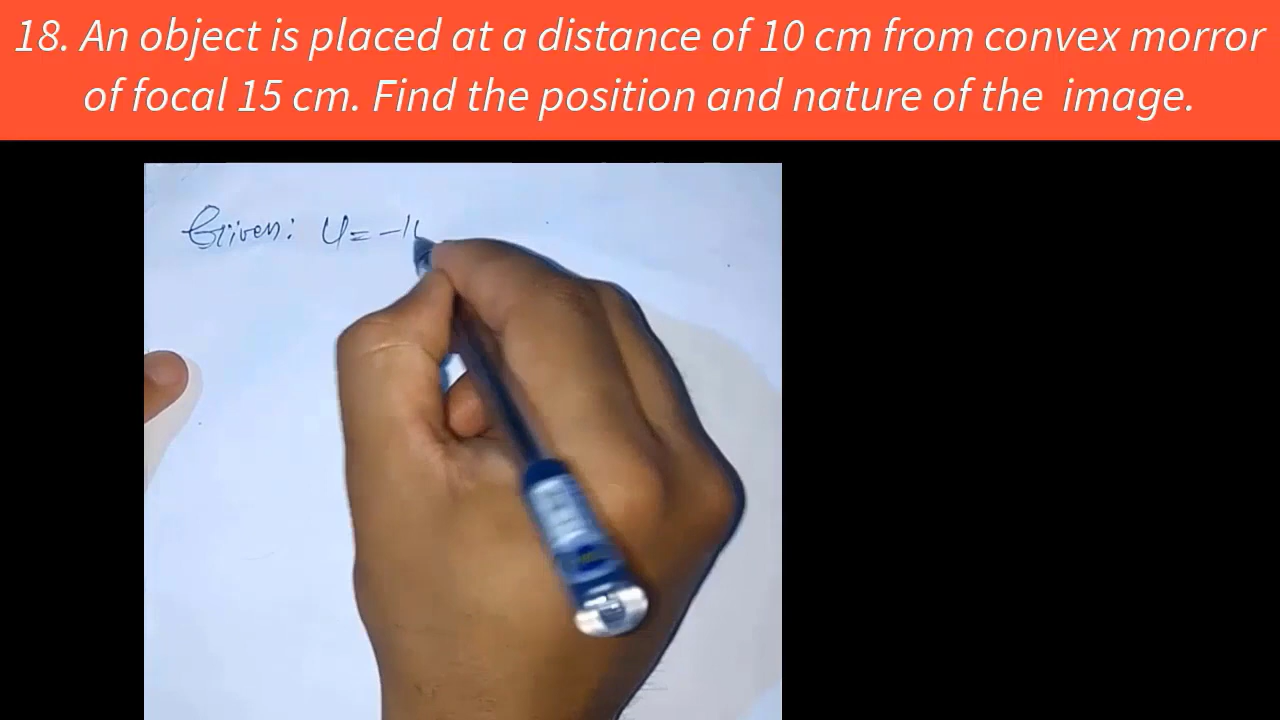 18. An object is placed at a distance of 10 cm from convex morror
of focal 15 cm. Find the position and nature of the image.
Given: U= -1